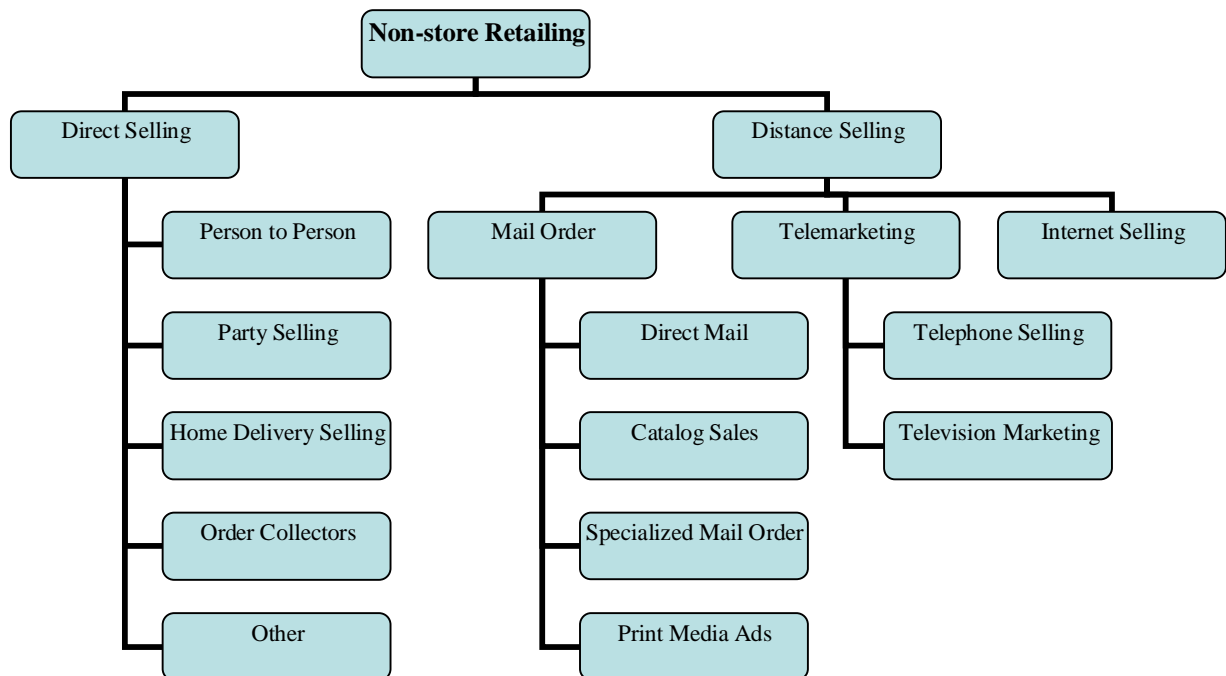 Non-store Retailing
Direct Selling
Distance Selling
Person to Person
Mail Order
Telemarketing
Internet Selling
Party Selling
Direct Mail
Telephone Selling
Home Delivery Selling
Catalog Sales
Television Marketing
Order Collectors
Specialized Mail Order
Other
Print Media Ads